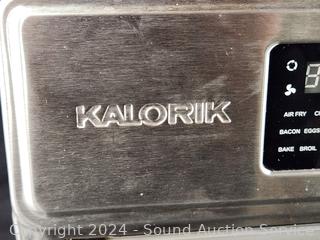 KALORIK
AIR FRY
BACON EGGS
BAKE BROIL
Copyright 2024 - Sound Auction Service